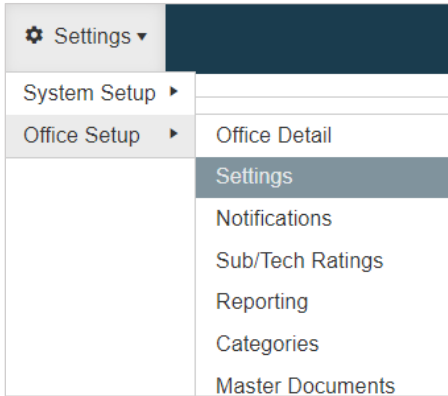 Settings
System Setup
Office Setup
Office Detail
Settings
Notifications
Sub/Tech Ratings
Reporting
Categories
Master Documents